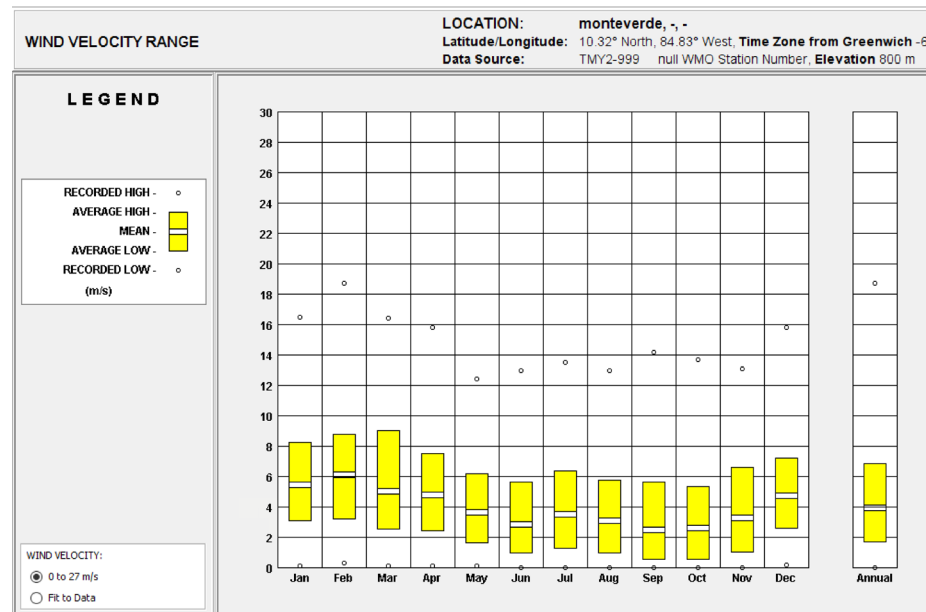 WIND VELOCITY RANGE
LOCATION: monteverde, -, -
Latitude/Longitude: 10.32° North, 84.83° West, Time Zone from Greenwich -6
Data Source: TMY2-999 null WMO Station Number, Elevation 800 m
LEGEND
RECORDED HIGH -
AVERAGE HIGH -
MEAN -
AVERAGE LOW -
RECORDED LOW -
(m/s)
WIND VELOCITY:
0 to 27 m/s
Fit to Data
30
28
26
24
22
20
18
16
14
12
10
8
6
4
2
0
Jan Feb Mar Apr May Jun Jul Aug Sep Oct Nov Dec Annual